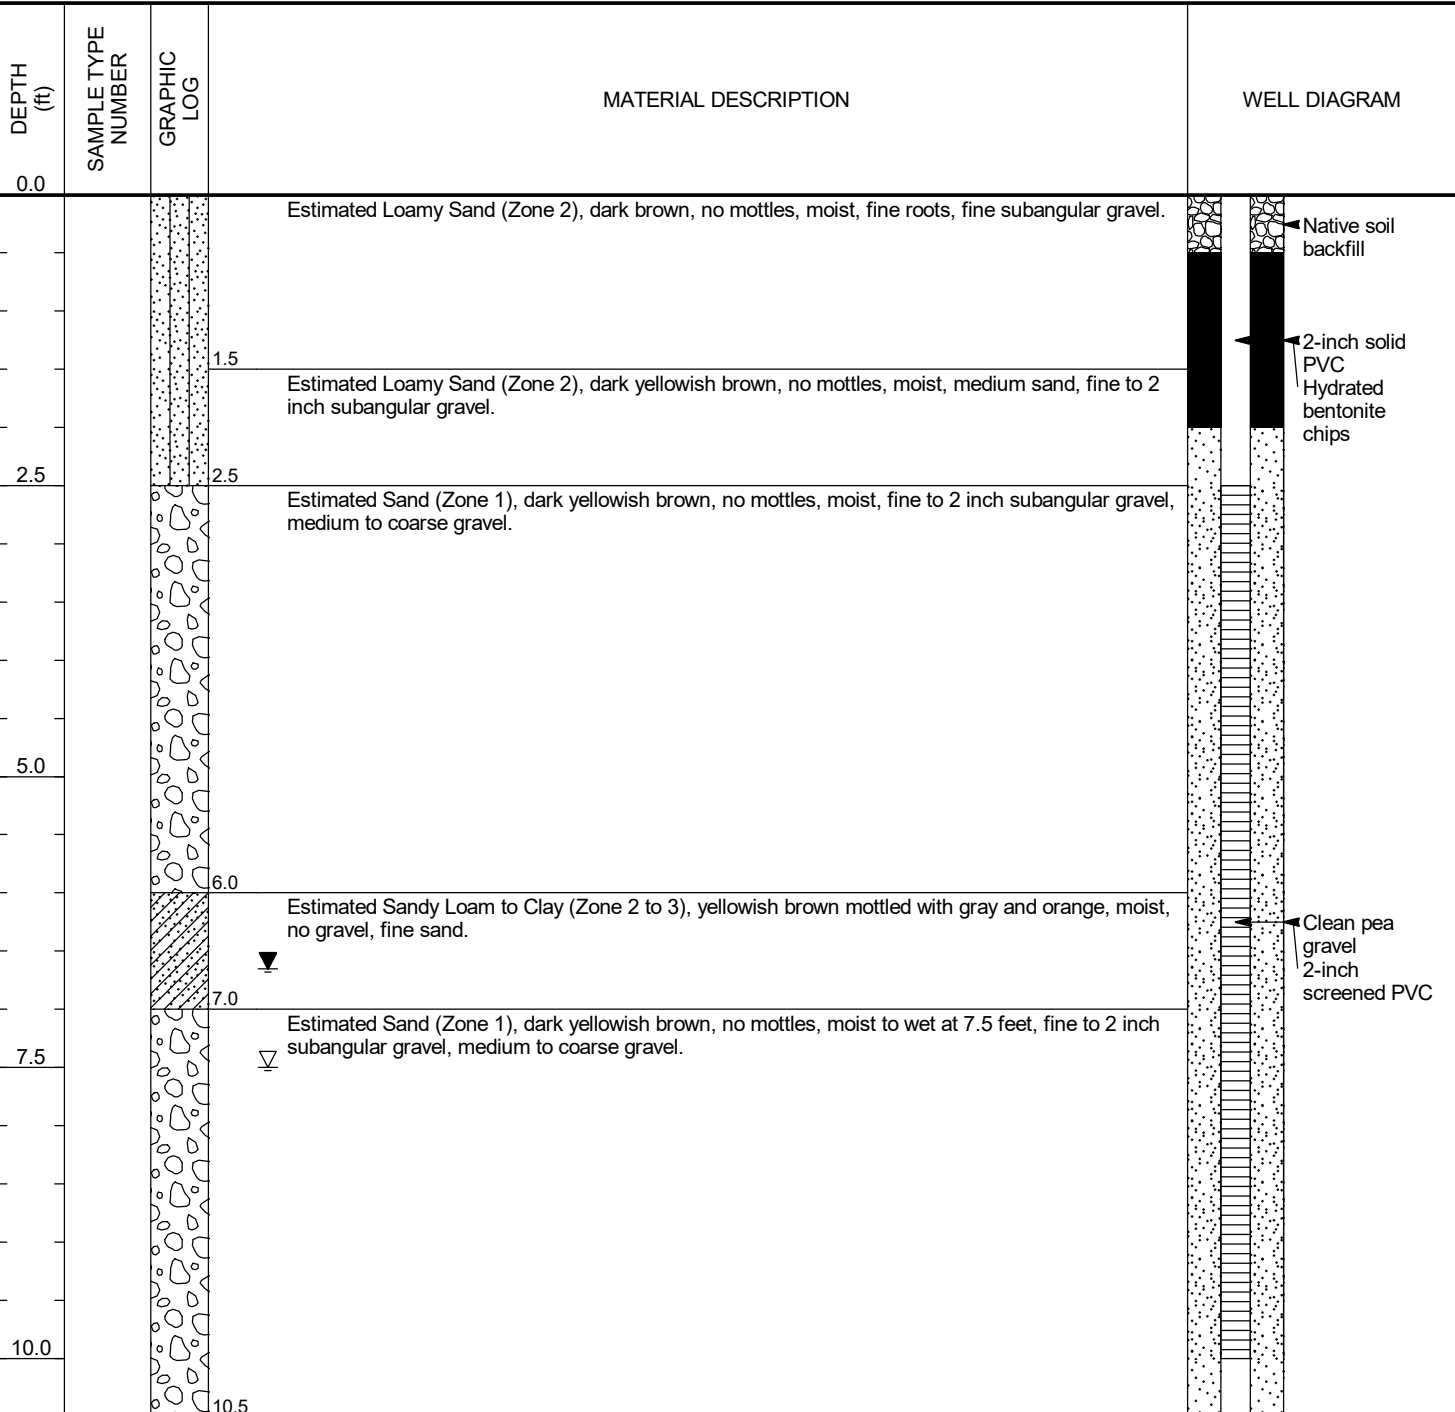 DEPTH
(ft)
SAMPLE TYPE
NUMBER
GRAPHIC
LOG
MATERIAL DESCRIPTION
WELL DIAGRAM
0.0
Estimated Loamy Sand (Zone 2), dark brown, no mottles, moist, fine roots, fine subangular gravel.
Native soil
backfill
2-inch solid
PVC
Hydrated
bentonite
chips
1.5
Estimated Loamy Sand (Zone 2), dark yellowish brown, no mottles, moist, medium sand, fine to 2
inch subangular gravel.
2.5
2.5
Estimated Sand (Zone 1), dark yellowish brown, no mottles, moist, fine to 2 inch subangular gravel,
medium to coarse gravel.
5.0
6.0
Estimated Sandy Loam to Clay (Zone 2 to 3), yellowish brown mottled with gray and orange, moist,
no gravel, fine sand.
Clean pea
gravel
2-inch
screened PVC
7.0
Estimated Sand (Zone 1), dark yellowish brown, no mottles, moist to wet at 7.5 feet, fine to 2 inch
subangular gravel, medium to coarse gravel.
7.5
10.0
10.5